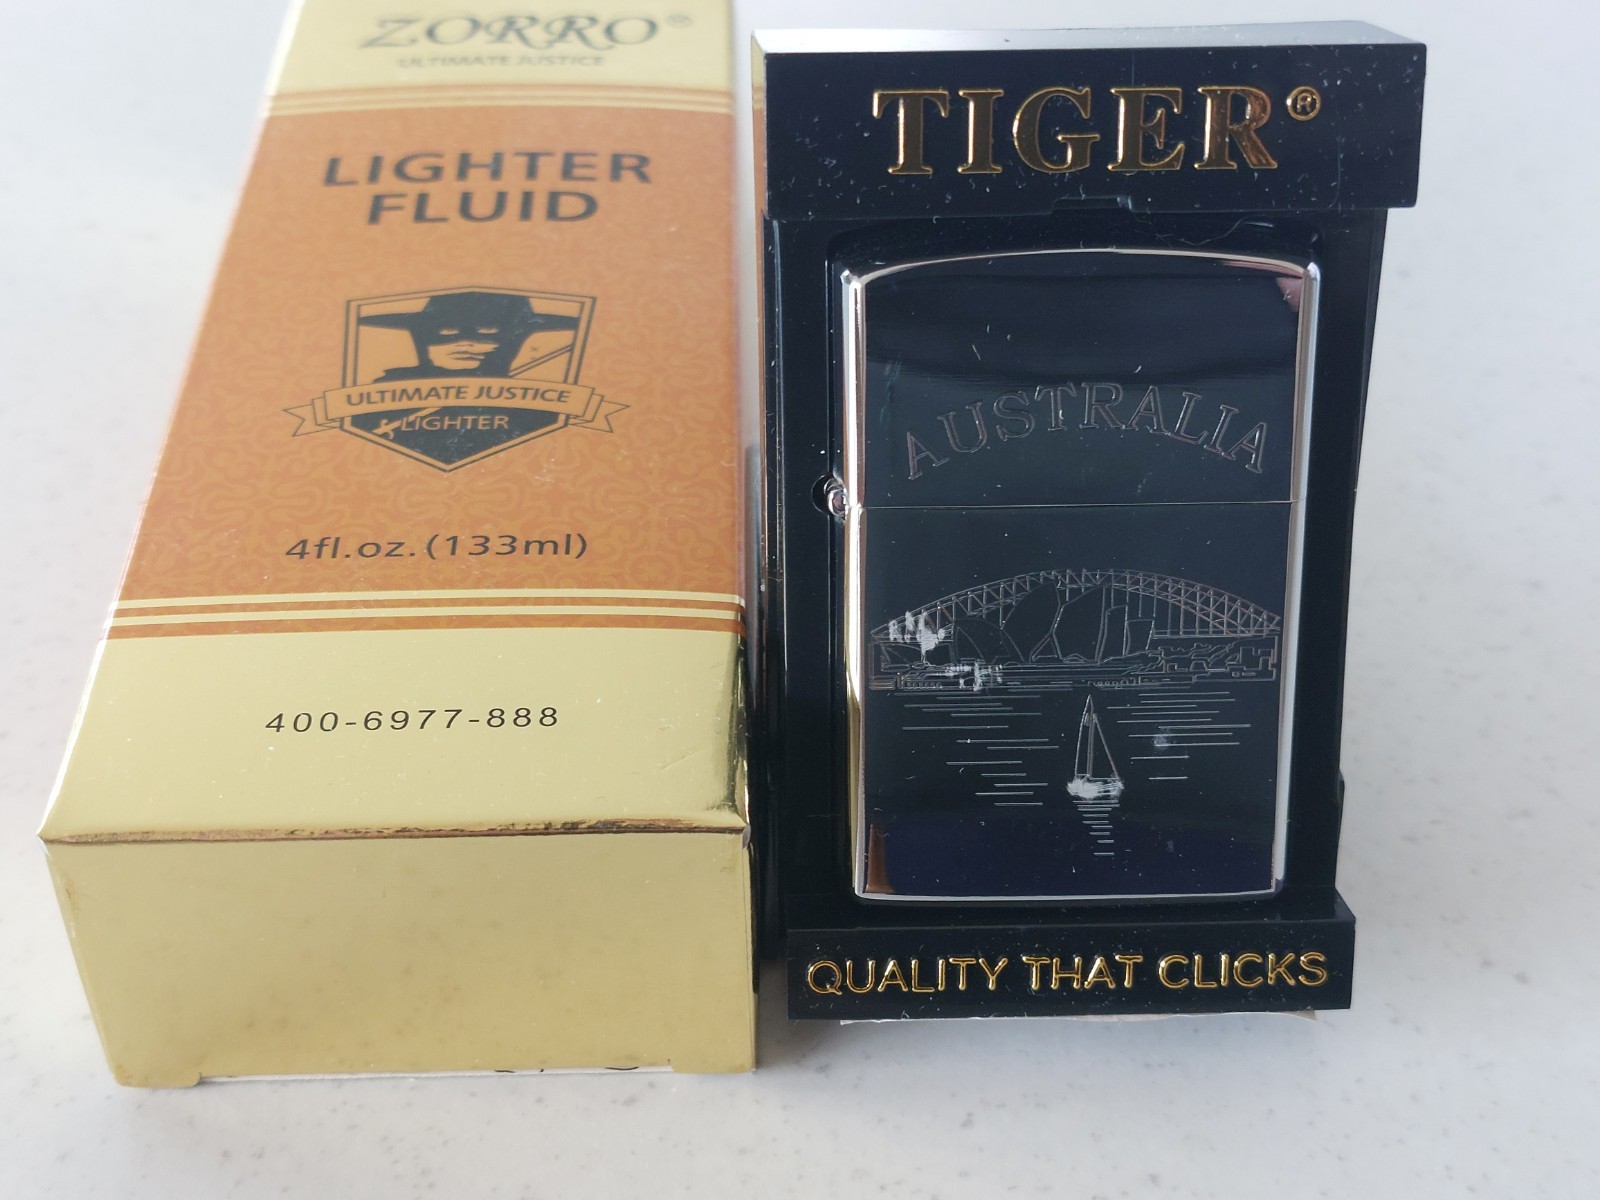 ZORRO®
ULTIMATE JUSTICE
LIGHTER
FLUID
ULTIMATE JUSTICE
LIGHTER
4fl.oz.(133ml)
400-6977-888
TIGER®
AUSTRALIA
QUALITY THAT CLICKS